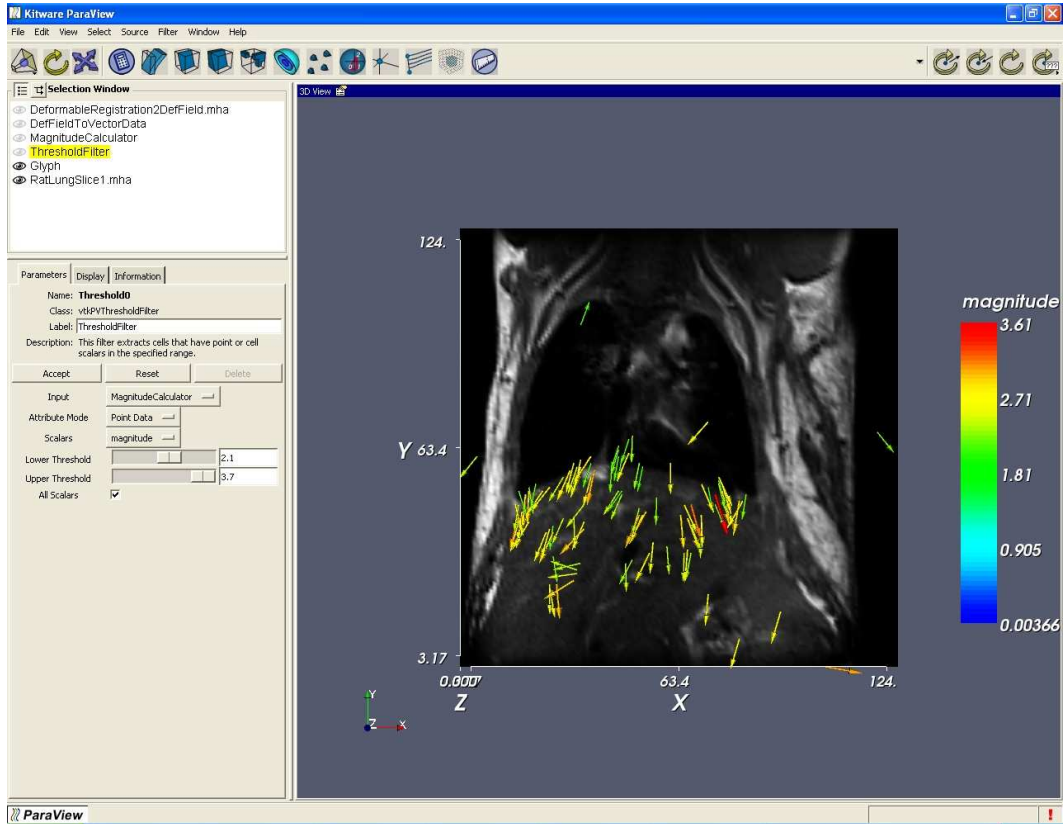 Kitware ParaView
File Edit View Select Source Filter Window Help
Selection Window
DeformableRegistration2DefField.mha
DefFieldToVectorData
MagnitudeCalculator
ThresholdFilter
Glyph
RatLungSlice1.mha
Parameters Display Information
Name: Threshold0
Class: vtkPVThresholdFilter
Label: ThresholdFilter
Description: This filter extracts cells that have point or cell
scalars in the specified range.
Accept Reset Delete
Input MagnitudeCalculator
Attribute Mode Point Data
Scalars magnitude
Lower Threshold 2.1
Upper Threshold 3.7
All Scalars
3D View
124.
Y 63.4
3.17
63.4
124.
Z
X
Y
Z X
magnitude
3.61
2.71
1.81
0.905
0.00366
ParaView
!